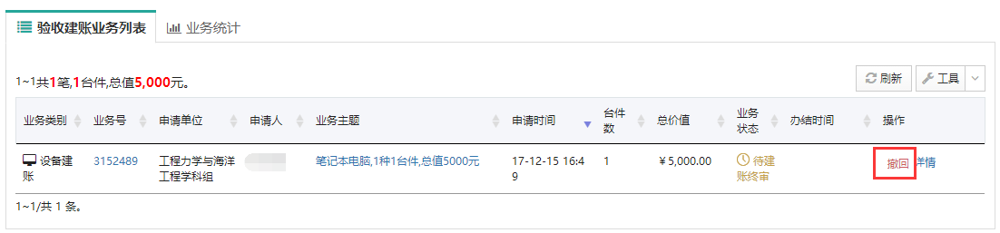 验收建账业务列表 业务统计
1~1共1笔,1台件,总值5,000元。 刷新 工具
业务类别 业务号 申请单位 申请人 业务主题 申请时间 台件 总价值 业务 办结时间 操作
数 状态
设备建 3152489 工程力学与海洋 笔记本电脑,1种1台件,总值5000元 17-12-15 16:4 1 ￥5,000.00 待建 撤回 详情
账 工程学科组 9 账终审
1~1/共 1 条。